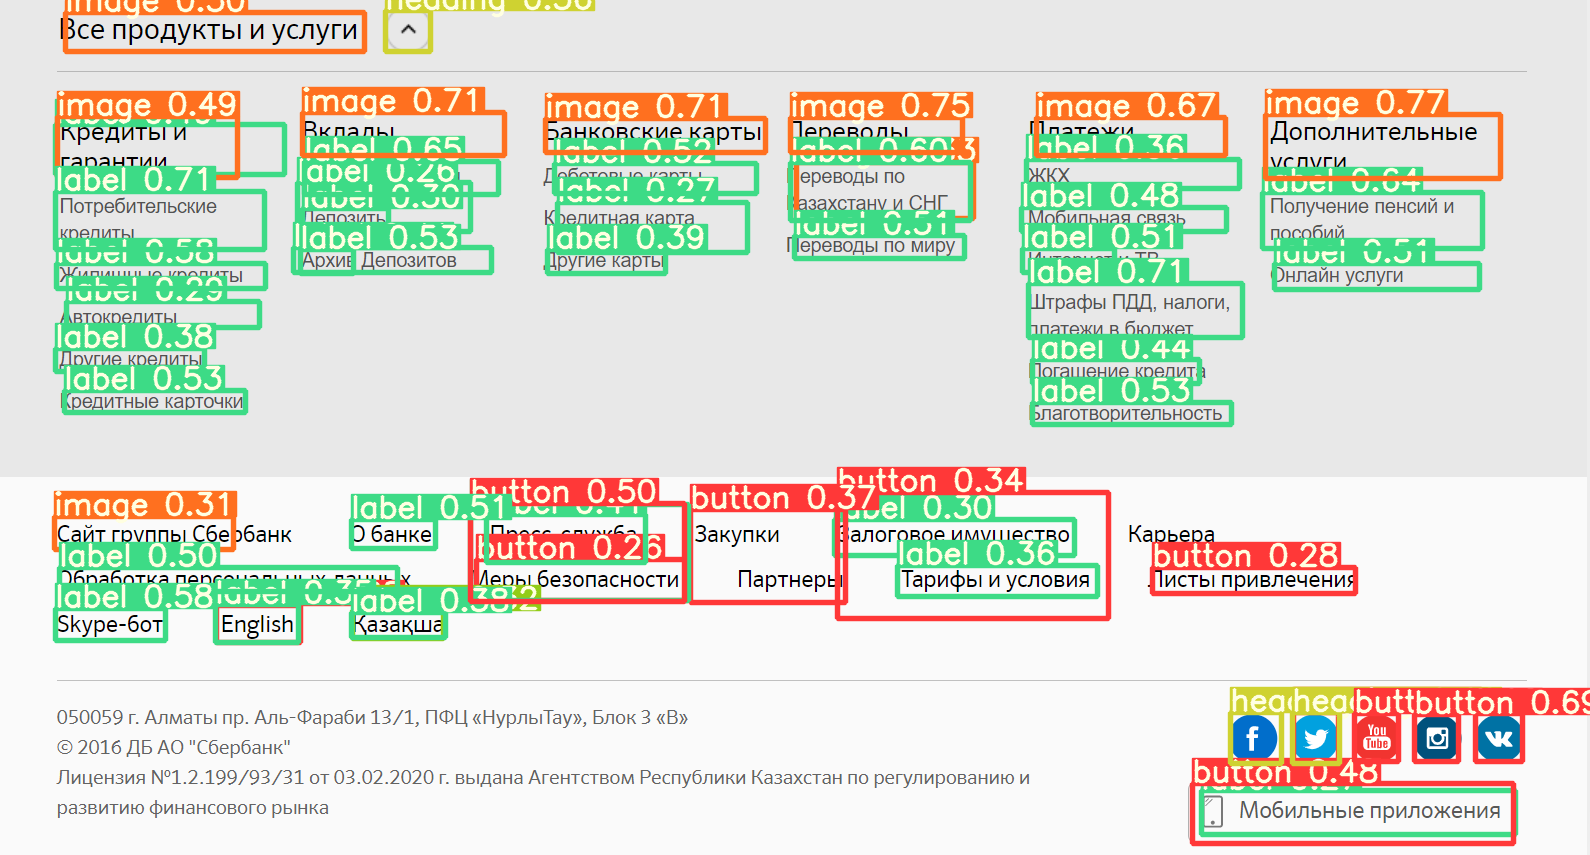 image 0.30
heading 0.36
Все продукты и услуги
image 0.49
Кредиты и
гарантии
label 0.71
Потребительские
кредиты
label 0.58
Жилищные кредиты
label 0.29
Автокредиты
label 0.38
Другие кредиты
label 0.53
Кредитные карточки
image 0.71
Вклады
label 0.65
label 0.26
label 0.30
Депозиты
label 0.53
Архив Депозитов
image 0.71
Банковские карты
label 0.52
Дебетовые карты
label 0.27
Кредитная карта
label 0.39
Другие карты
image 0.75
Переводы
label 0.60
Переводы по
Казахстану и СНГ
label 0.51
Переводы по миру
image 0.67
Платежи
label 0.36
ЖКХ
label 0.48
Мобильная связь
label 0.51
Интернет и ТВ
label 0.71
Штрафы ПДД, налоги,
платежи в бюджет
label 0.44
Погашение кредита
label 0.53
Благотворительность
image 0.77
Дополнительные
услуги
label 0.64
Получение пенсий и
пособий
label 0.51
Онлайн услуги
image 0.31
label 0.51
button 0.50
label 0.41
button 0.37
button 0.34
label 0.30
Сайт группы Сбербанк
О банке
Пресс-служба
Закупки
Залоговое имущество
Карьера
label 0.50
button 0.26
label 0.36
button 0.28
Обработка персональных данных
Меры безопасности
Партнеры
Тарифы и условия
Листы привлечения
label 0.58
label 0.3
label 0.38
Skype-бот
English
Қазақша
050059 г. Алматы пр. Аль-Фараби 13/1, ПФЦ «НурлыТау», Блок 3 «В»
© 2016 ДБ АО "Сбербанк"
Лицензия №1.2.199/93/31 от 03.02.2020 г. выдана Агентством Республики Казахстан по регулированию и
развитию финансового рынка
head
head
butt
button 0.69
You
Tube
button 0.48
Мобильные приложения